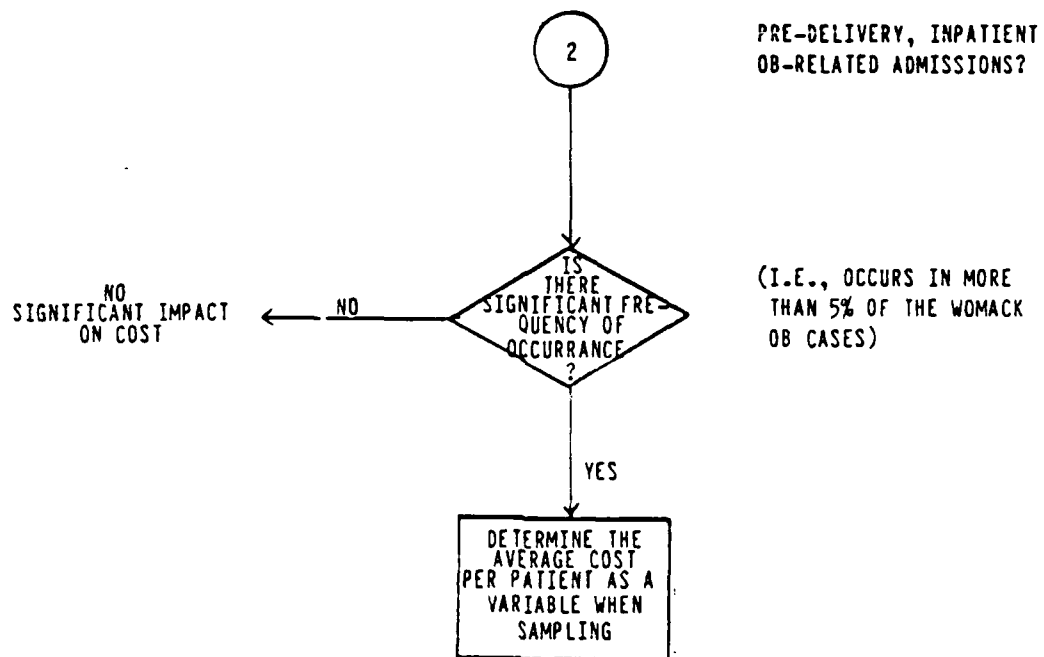 2
PRE-DELIVERY, INPATIENT
OB-RELATED ADMISSIONS?
IS
THERE
SIGNIFICANT FRE-
QUENCY OF
OCCURRANCE
?
(I.E., OCCURS IN MORE
THAN 5% OF THE WOMACK
OB CASES)
NO
NO
SIGNIFICANT IMPACT
ON COST
YES
DETERMINE THE
AVERAGE COST
PER PATIENT AS A
VARIABLE WHEN
SAMPLING